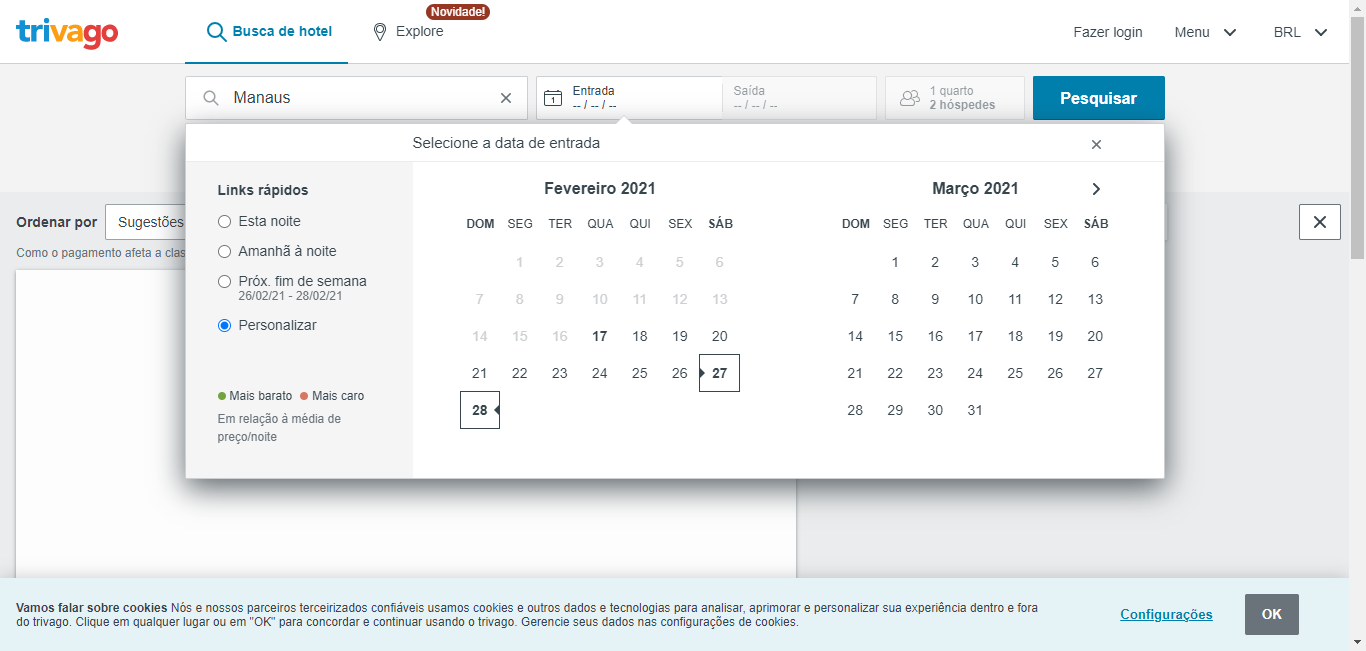 trivago
Busca de hotel
Novidade!
Explore
Fazer login
Menu
BRL
Manaus
1
Entrada
-- / -- / --
Saída
-- / -- / --
1 quarto
2 hóspedes
Pesquisar
Selecione a data de entrada
Links rápidos
Esta noite
Amanhã à noite
Próx. fim de semana
26/02/21 - 28/02/21
Personalizar
Mais barato Mais caro
Em relação à média de
preço/noite
Fevereiro 2021
DOM SEG TER QUA QUI SEX SÁB
1 2 3 4 5 6
7 8 9 10 11 12 13
14 15 16 17 18 19 20
21 22 23 24 25 26 27
28
Março 2021
DOM SEG TER QUA QUI SEX SÁB
1 2 3 4 5 6
7 8 9 10 11 12 13
14 15 16 17 18 19 20
21 22 23 24 25 26 27
28 29 30 31
Ordenar por
Sugestões
Como o pagamento afeta a clas
Vamos falar sobre cookies Nós e nossos parceiros terceirizados confiáveis usamos cookies e outros dados e tecnologias para analisar, aprimorar e personalizar sua experiência dentro e fora
do trivago. Clique em qualquer lugar ou em "OK" para concordar e continuar usando o trivago. Gerencie seus dados nas configurações de cookies.
Configurações
OK